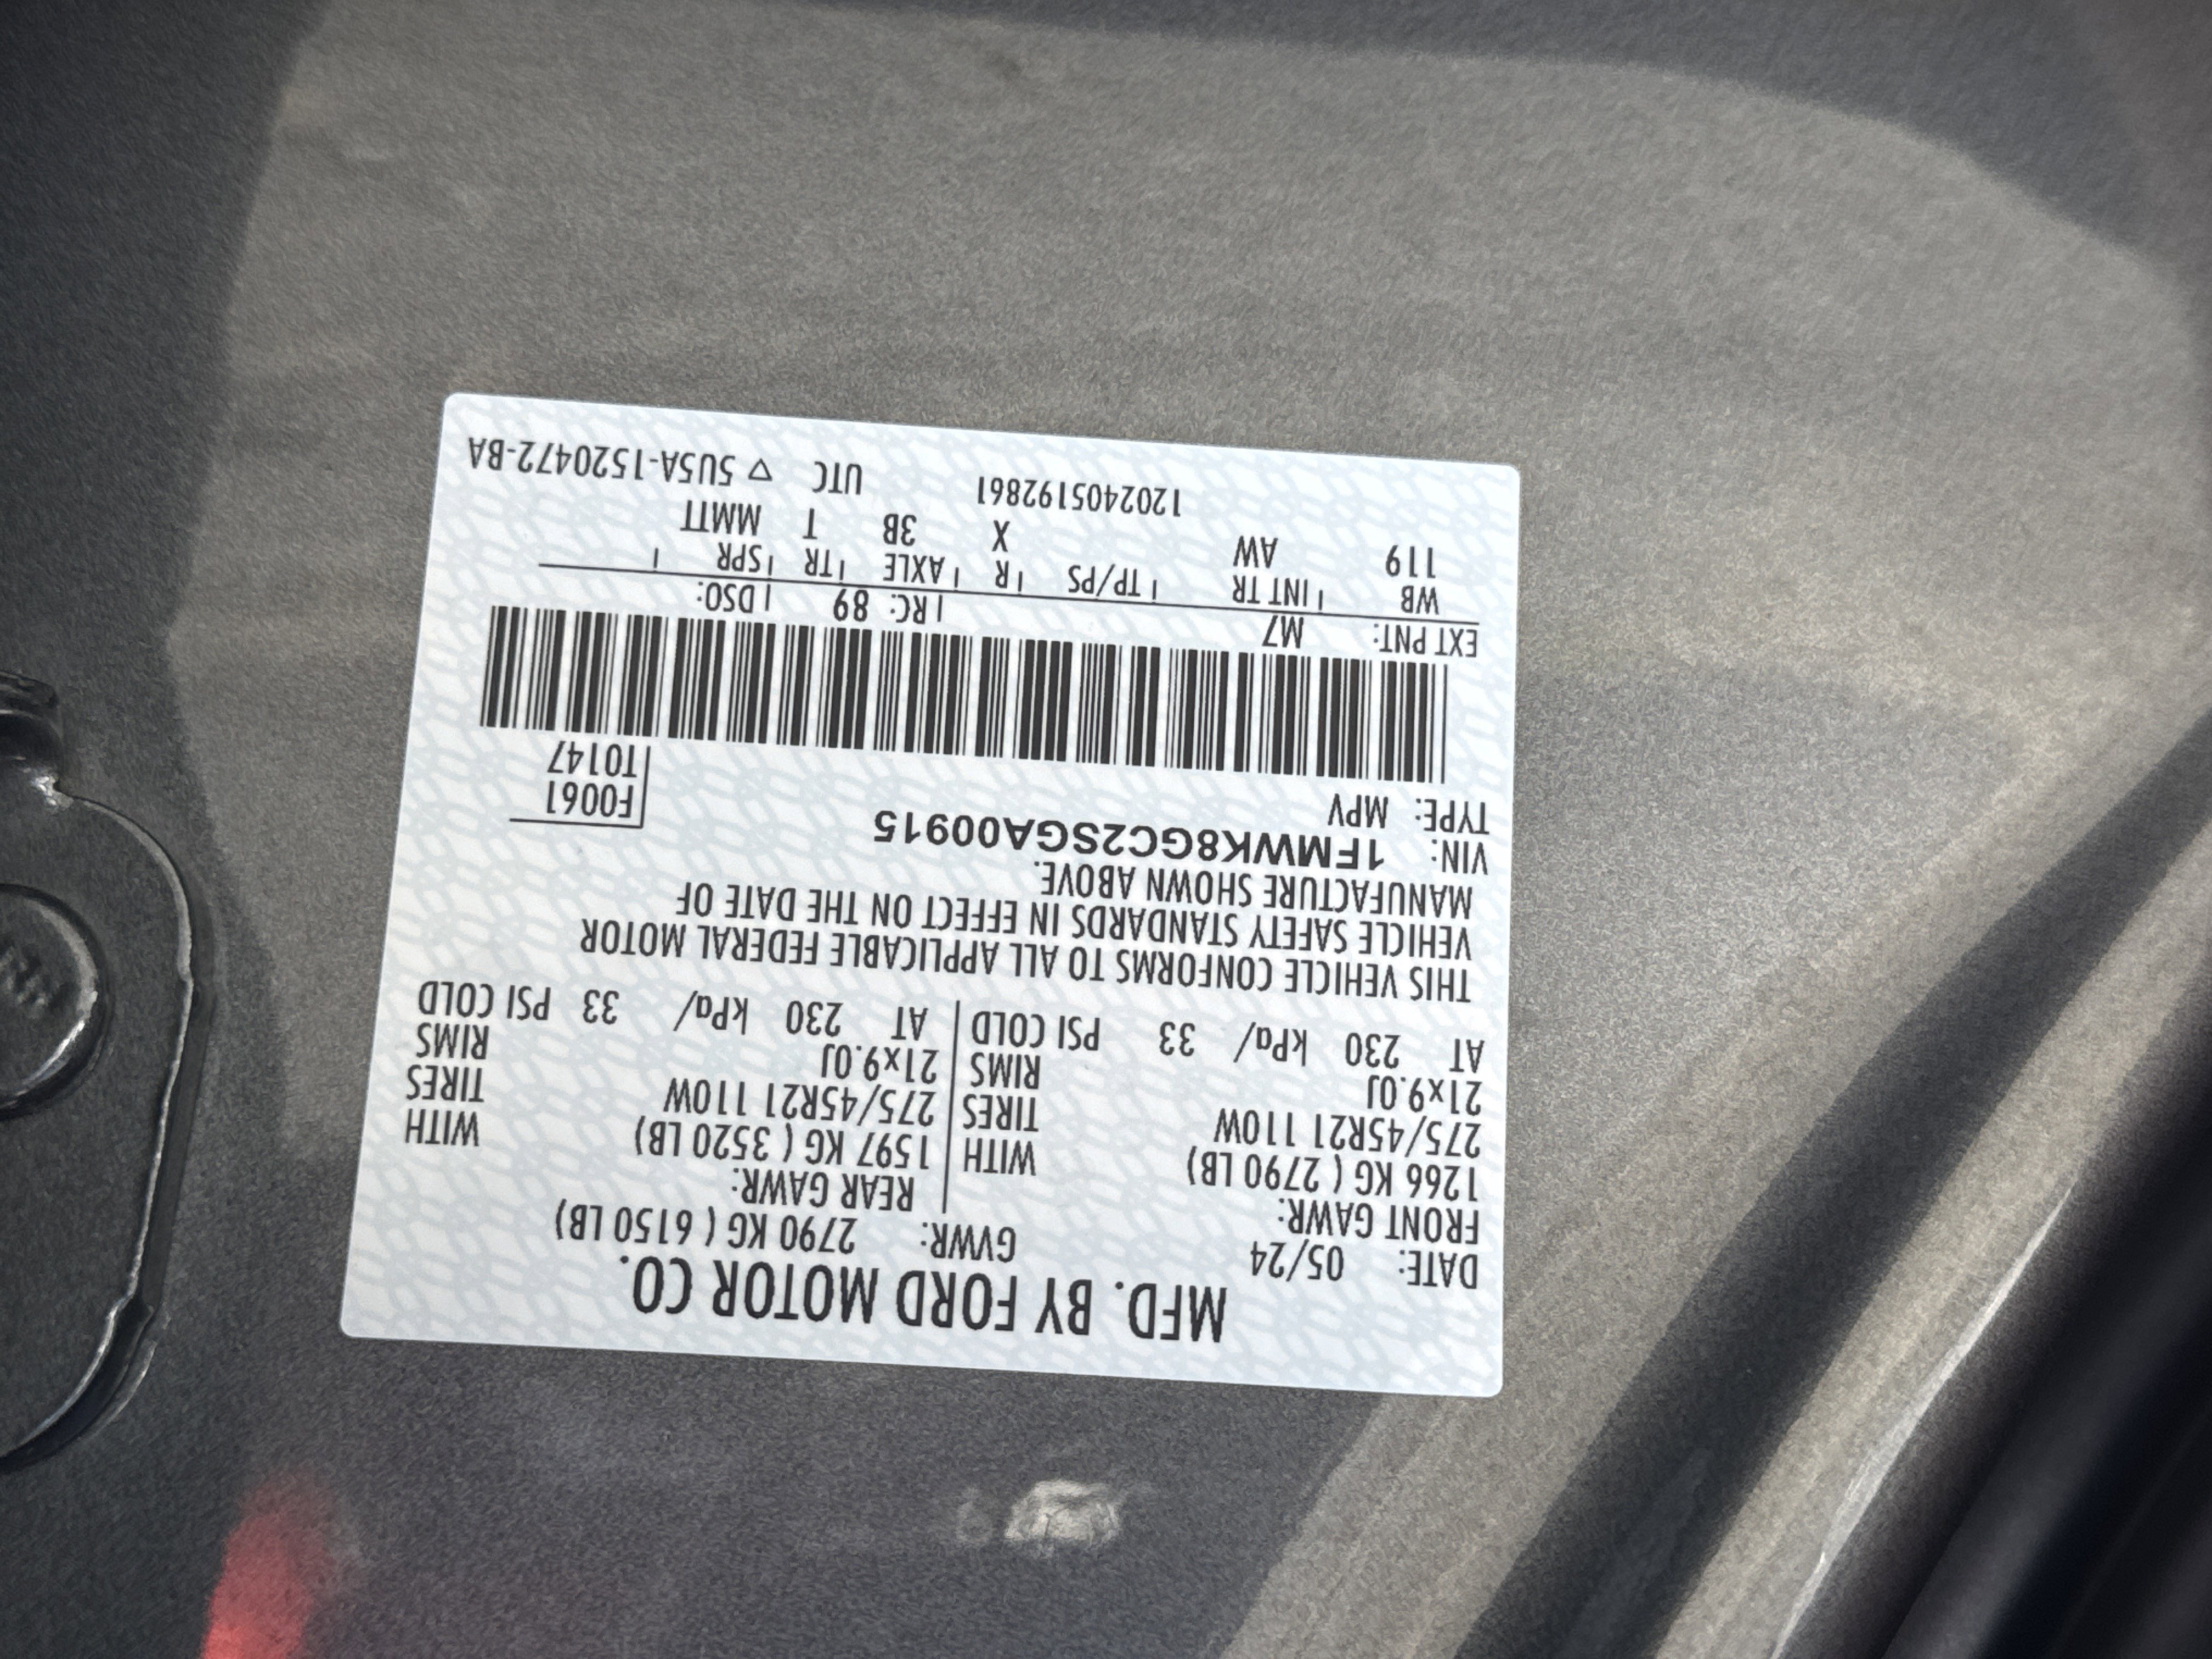 MFD. BY FORD MOTOR CO.
DATE: 05/24 GVWR: 2790 KG ( 6150 LB)
FRONT GAWR: REAR GAWR:
1266 KG ( 2790 LB) WITH 1597 KG ( 3520 LB) WITH
275/45R21 110W TIRES 275/45R21 110W TIRES
21x9.0J RIMS 21x9.0J RIMS
AT 230 kPa/ 33 PSI COLD AT 230 kPa/ 33 PSI COLD
THIS VEHICLE CONFORMS TO ALL APPLICABLE FEDERAL MOTOR
VEHICLE SAFETY STANDARDS IN EFFECT ON THE DATE OF
MANUFACTURE SHOWN ABOVE.
VIN: 1FMWK8GC2SGA00915
TYPE: MPV
F0061
T0147
EXT PNT: M7 RC: 89 DSO:
WB INT TR TP/PS R AXLE TR SPR
119 AW X 3B T MMTT
1202405192861 UTC ▽ 5U5A-1520472-BA